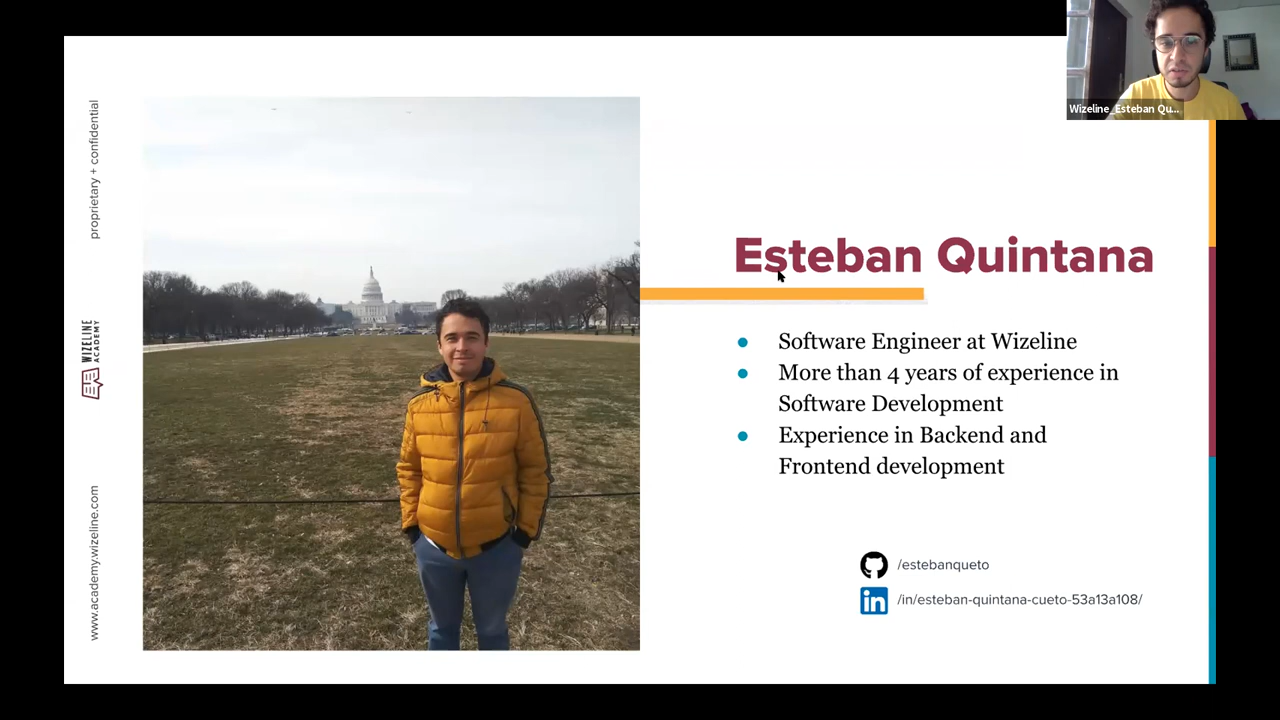 Wizeline_Esteban Qu...
proprietary + confidential
WIZELINE
ACADEMY
www.academy.wizeline.com
Esteban Quintana
● Software Engineer at Wizeline
● More than 4 years of experience in
Software Development
● Experience in Backend and
Frontend development
/estebanqueto
in /in/esteban-quintana-cueto-53a13a108/